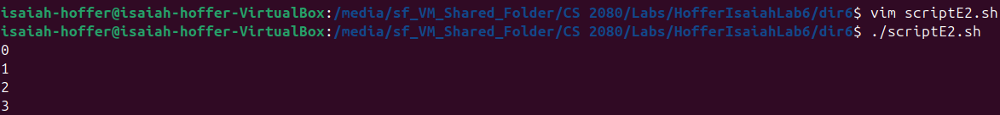 isaiah-hoffer@isaiah-hoffer-VirtualBox:/media/sf_VM_Shared_Folder/CS 2080/Labs/HofferIsaiahLab6/dir6$ vim scriptE2.sh
isaiah-hoffer@isaiah-hoffer-VirtualBox:/media/sf_VM_Shared_Folder/CS 2080/Labs/HofferIsaiahLab6/dir6$ ./scriptE2.sh
0
1
2
3